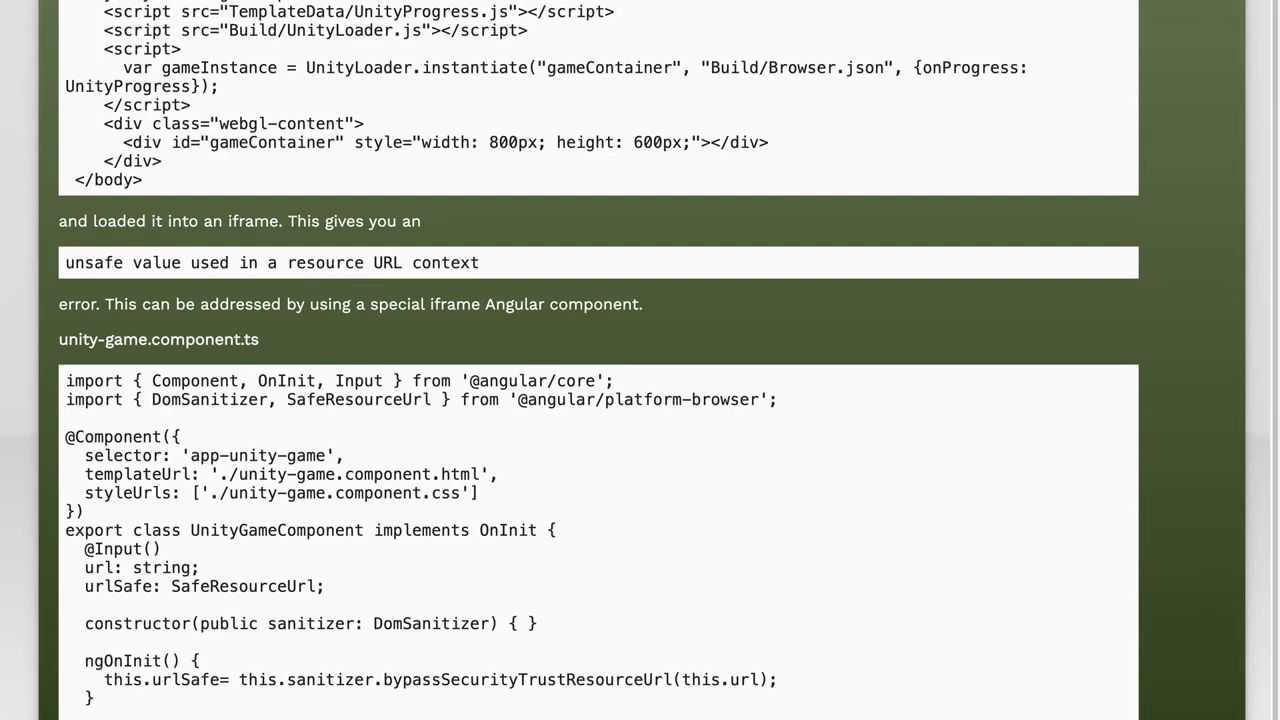 <script src="TemplateData/UnityProgress.js"></script>
<script src="Build/UnityLoader.js"></script>
<script>
var gameInstance = UnityLoader.instantiate("gameContainer", "Build/Browser.json", {onProgress:
UnityProgress});
</script>
<div class="webgl-content">
<div id="gameContainer" style="width: 800px; height: 600px;"></div>
</div>
</body>
and loaded it into an iframe. This gives you an
unsafe value used in a resource URL context
error. This can be addressed by using a special iframe Angular component.
unity-game.component.ts
import { Component, OnInit, Input } from '@angular/core';
import { DomSanitizer, SafeResourceUrl } from '@angular/platform-browser';
@Component({
selector: 'app-unity-game',
templateUrl: './unity-game.component.html',
styleUrls: ['./unity-game.component.css']
})
export class UnityGameComponent implements OnInit {
@Input()
url: string;
urlSafe: SafeResourceUrl;
constructor(public sanitizer: DomSanitizer) { }
ngOnInit() {
this.urlSafe= this.sanitizer.bypassSecurityTrustResourceUrl(this.url);
}